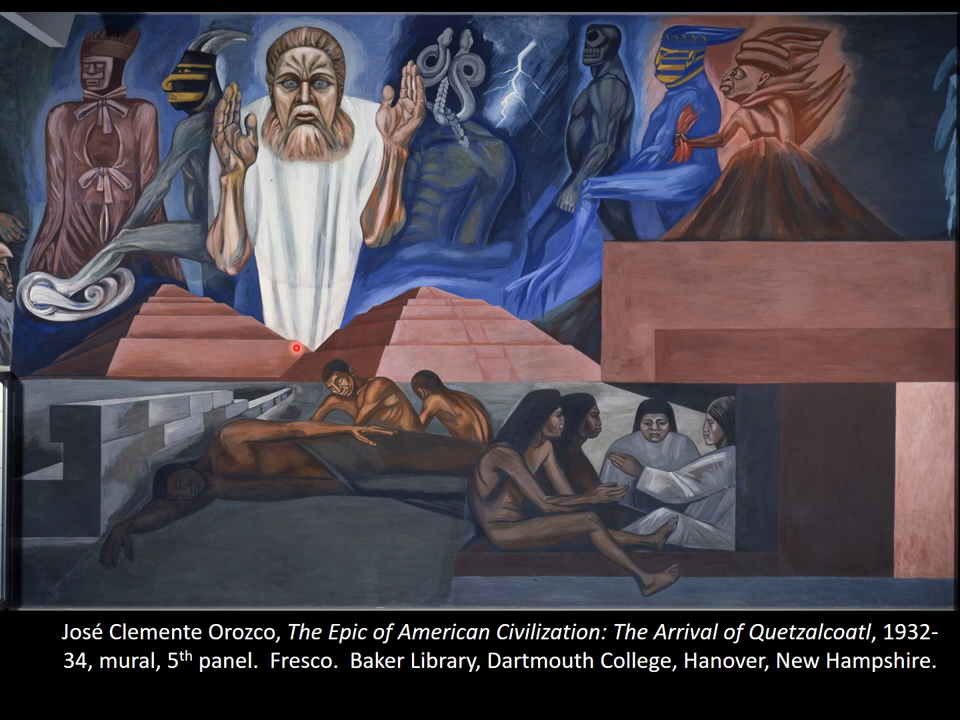 José Clemente Orozco, The Epic of American Civilization: The Arrival of Quetzalcoatl, 1932-
34, mural, 5th panel.  Fresco.  Baker Library, Dartmouth College, Hanover, New Hampshire.